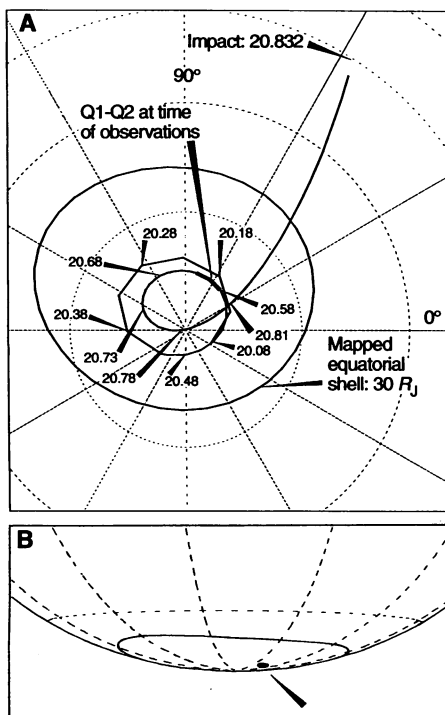 A
Impact: 20.832
90°
Q1-Q2 at time
of observations
20.28
20.18
20.68
20.58
20.38
20.81
0°
20.73
20.08
20.78
20.48
Mapped
equatorial
shell: 30 RJ
B